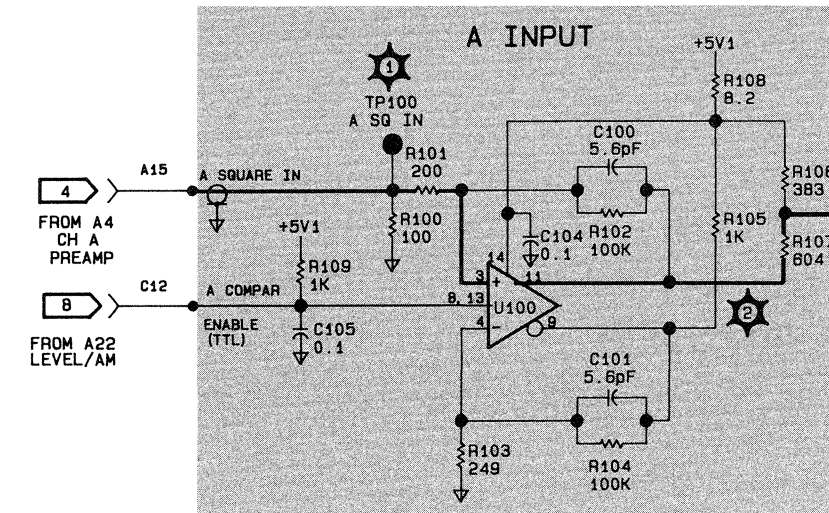 A INPUT
+5V1
R108
8.2
1
TP100
A SQ IN
C100
5.6pF
R101
200
A15
A SQUARE IN
4
FROM A4
CH A
PREAMP
R106
383
R100
100
R102
100K
R105
1K
C104
0.1
R107
604
+5V1
R109
1K
14
3
+
11
C12
A COMPAR
8
8, 13
U100
2
ENABLE
(TTL)
C105
0.1
4
-
9
FROM A22
LEVEL/AM
C101
5.6pF
R103
249
R104
100K